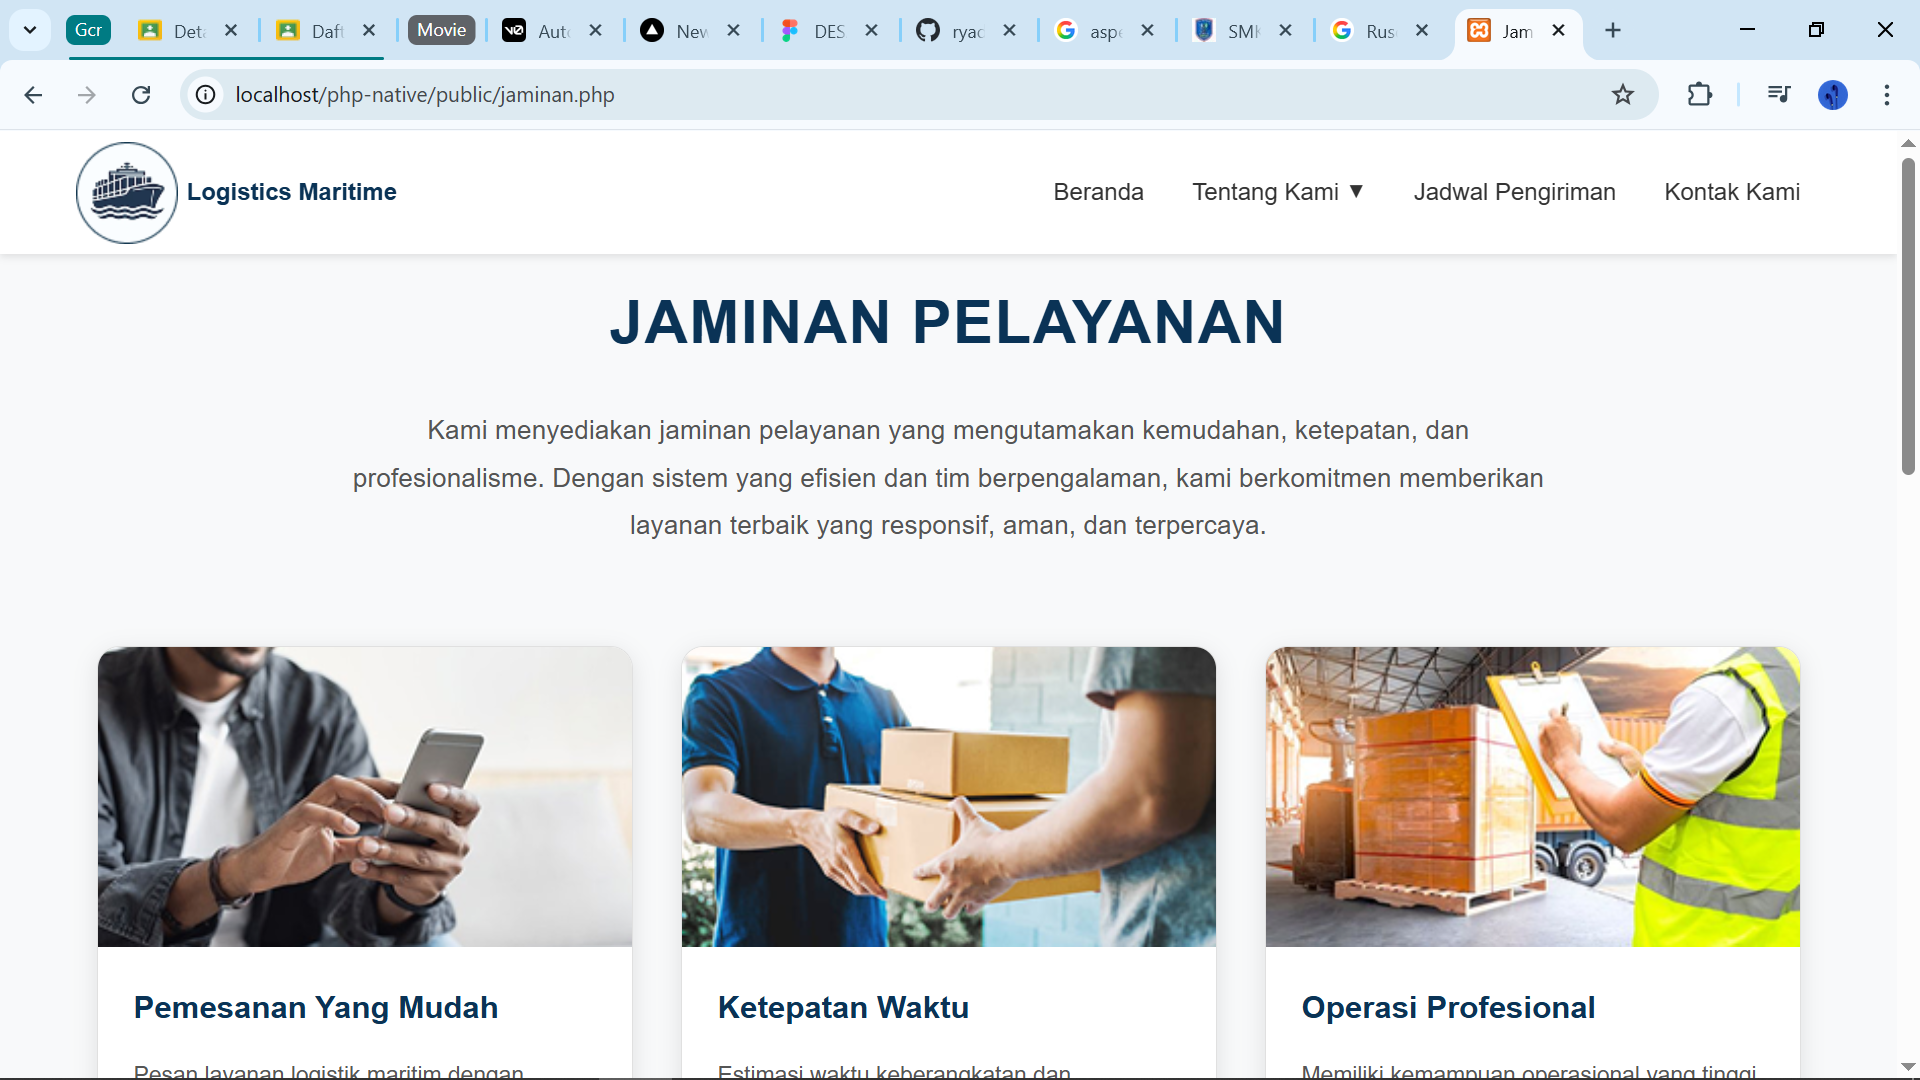 Gcr
Deta
Daft
Movie
Auto
New
DES
ryac
aspe
SMK
Rus
Jam
localhost/php-native/public/jaminan.php
Logistics Maritime
Beranda
Tentang Kami ▼
Jadwal Pengiriman
Kontak Kami
JAMINAN PELAYANAN
Kami menyediakan jaminan pelayanan yang mengutamakan kemudahan, ketepatan, dan
profesionalisme. Dengan sistem yang efisien dan tim berpengalaman, kami berkomitmen memberikan
layanan terbaik yang responsif, aman, dan terpercaya.
Pemesanan Yang Mudah
Pesan layanan logistik maritim dengan
Ketepatan Waktu
Estimasi waktu keberangkatan dan
Operasi Profesional
Memiliki kemampuan operasional yang tinggi